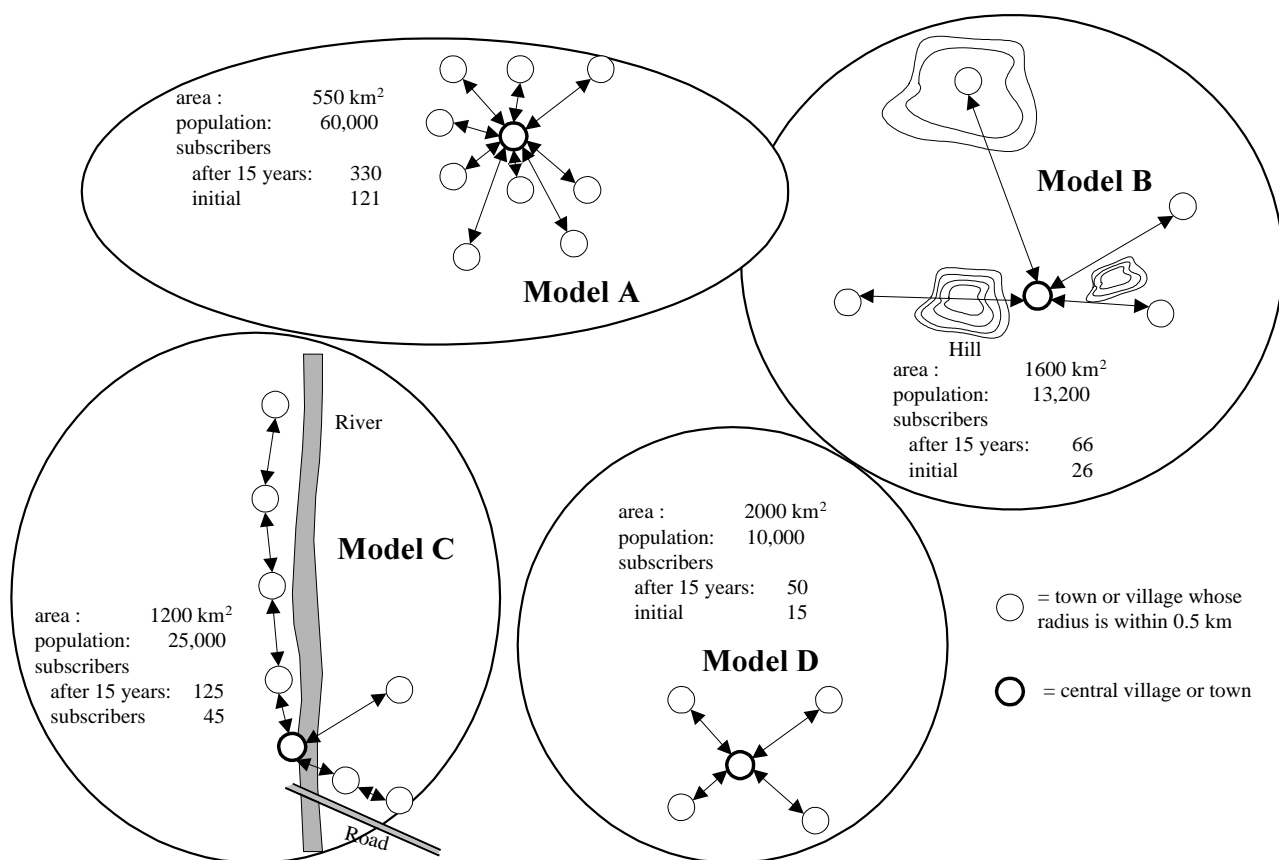 area : 550 km²
population: 60,000
subscribers
after 15 years: 330
initial 121
Model A
Model B
Hill
area : 1600 km²
population: 13,200
subscribers
after 15 years: 66
initial 26
River
Model C
area : 1200 km²
population: 25,000
subscribers
after 15 years: 125
subscribers 45
Road
area : 2000 km²
population: 10,000
subscribers
after 15 years: 50
initial 15
Model D
= town or village whose
radius is within 0.5 km
= central village or town